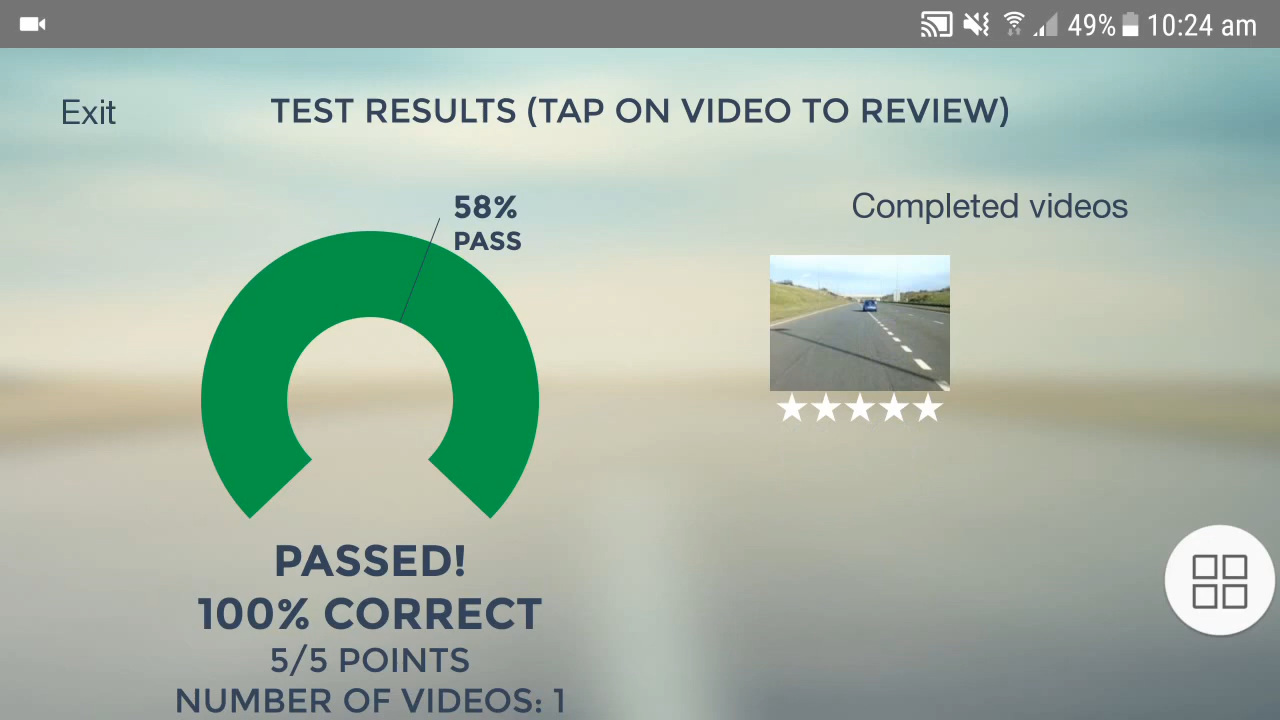 49% 10:24 am
Exit
TEST RESULTS (TAP ON VIDEO TO REVIEW)
58%
PASS
Completed videos
PASSED!
100% CORRECT
5/5 POINTS
NUMBER OF VIDEOS: 1